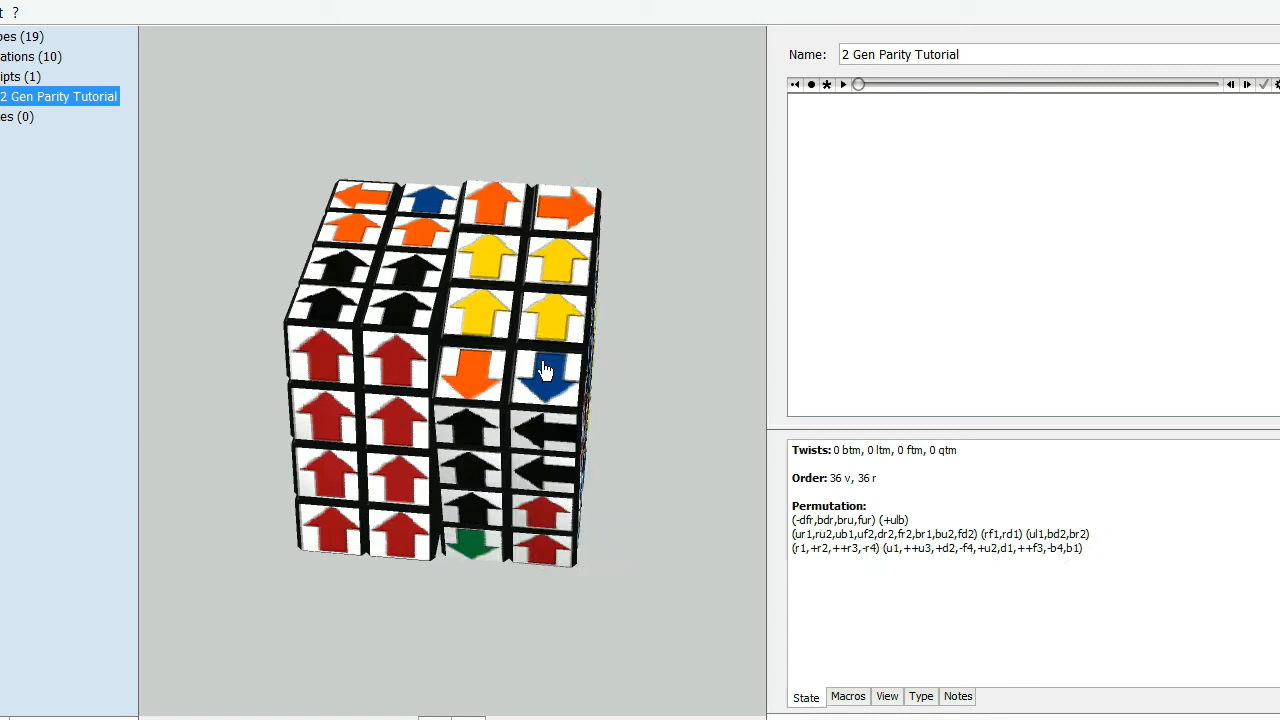 t ?
pes (19)
ations (10)
ipts (1)
2 Gen Parity Tutorial
es (0)
Name: 2 Gen Parity Tutorial
Twists: 0 btm, 0 ltm, 0 ftm, 0 qtm
Order: 36 v, 36 r
Permutation:
(-dfr,bdr,bru,fur) (+ulb)
(ur1,ru2,ub1,uf2,dr2,fr2,br1,bu2,fd2) (rf1,rd1) (ul1,bd2,br2)
(r1,+r2,++r3,-r4) (u1,++u3,+d2,-f4,+u2,d1,++f3,-b4,b1)
State Macros View Type Notes